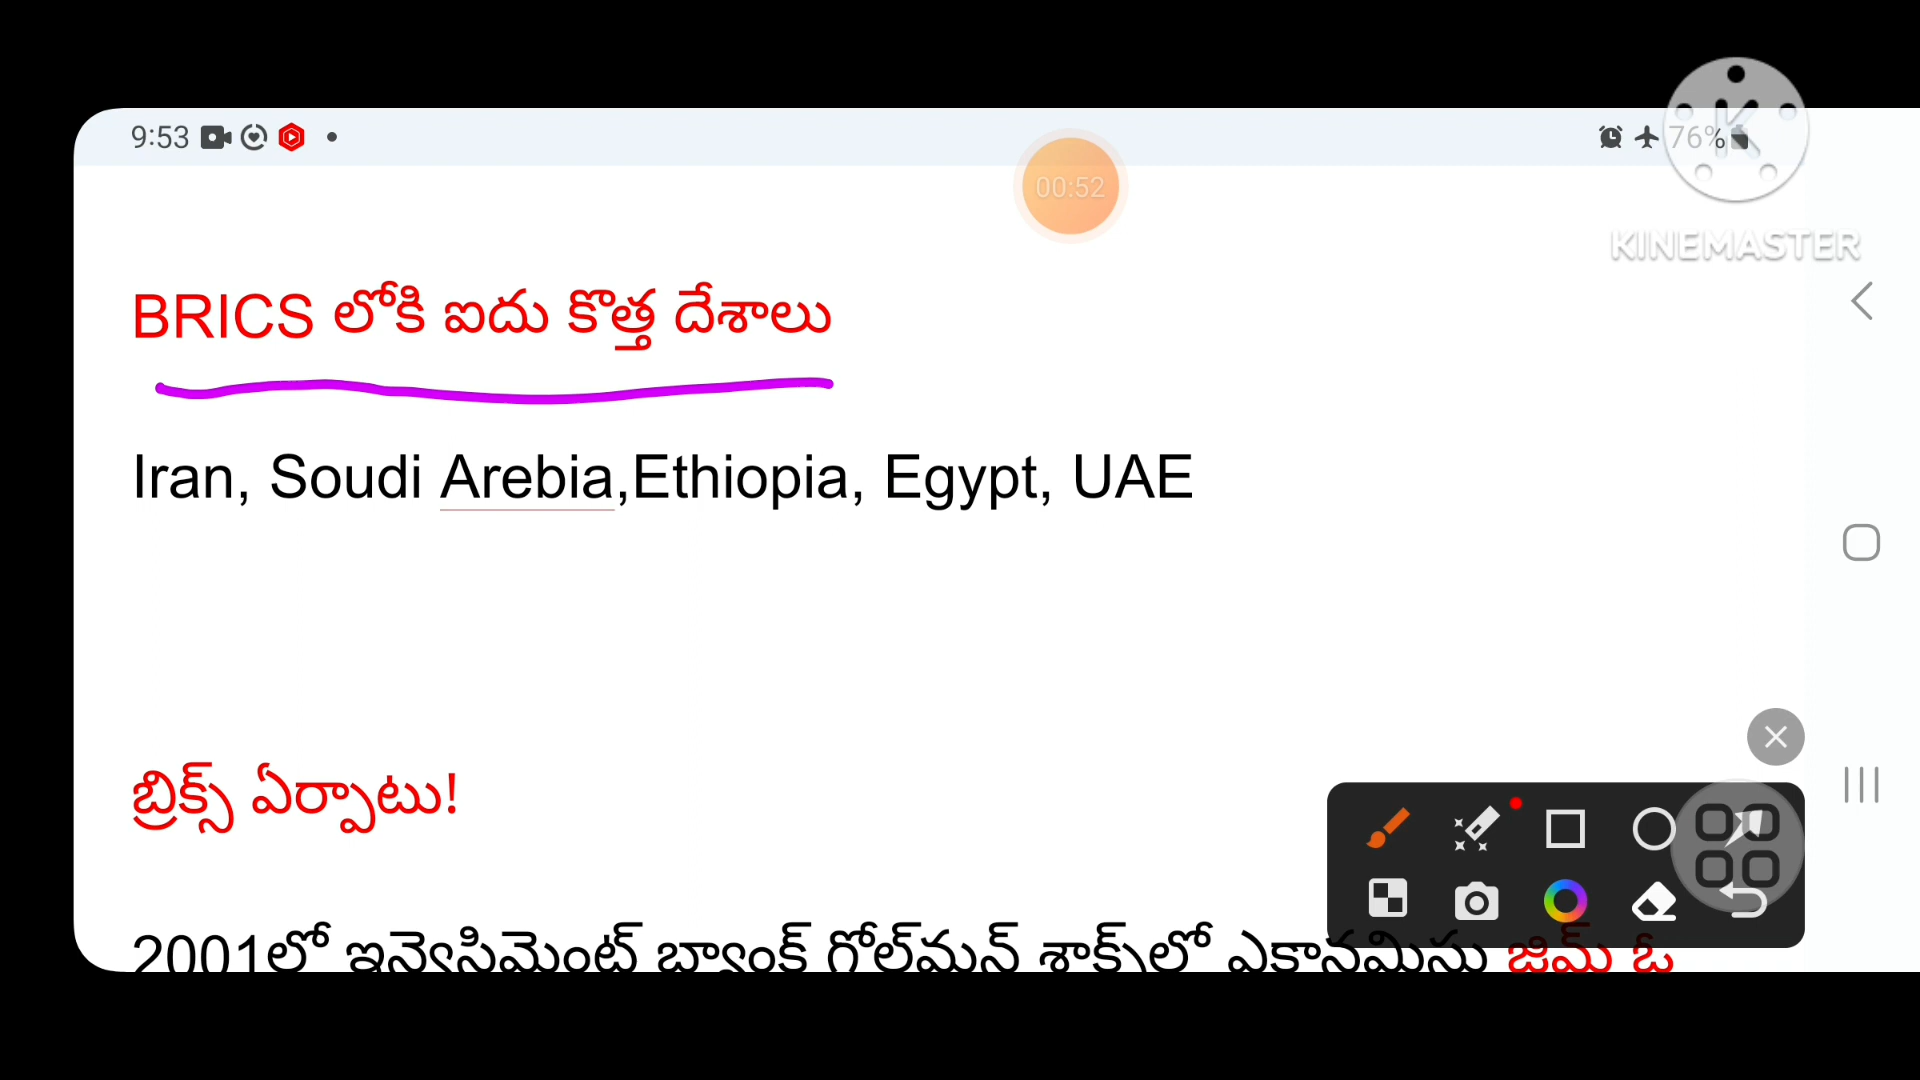 9:53
76%
00:52
KINEMASTER
BRICS లోకి ఐదు కొత్త దేశాలు
Iran, Soudi Arebia,Ethiopia, Egypt, UAE
బ్రిక్స్ ఏర్పాటు!
2001లో ఇన్వెసిమెంట్ బ్యాంక్ గోల్‌మన్ శాక్స్‌లో ఎకానమిస్టు జిమ్ ఓ